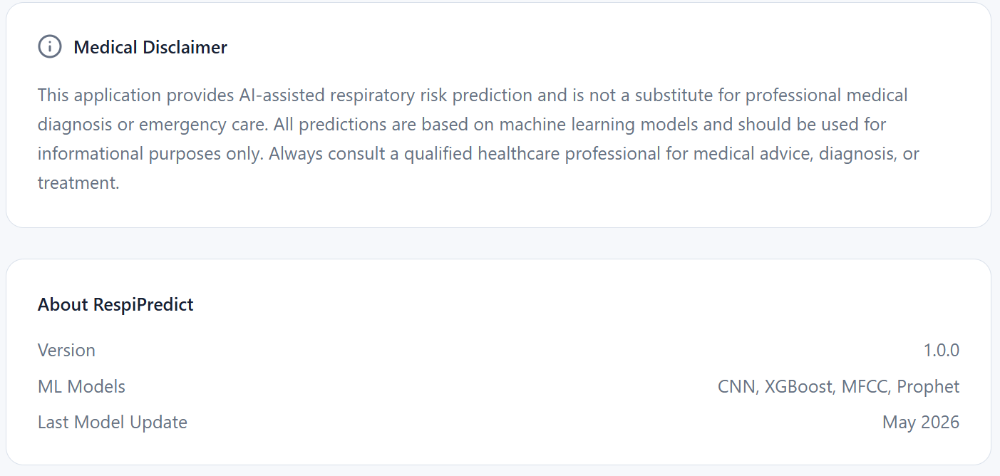 Medical Disclaimer
This application provides AI-assisted respiratory risk prediction and is not a substitute for professional medical
diagnosis or emergency care. All predictions are based on machine learning models and should be used for
informational purposes only. Always consult a qualified healthcare professional for medical advice, diagnosis, or
treatment.
About RespiPredict
Version 1.0.0
ML Models CNN, XGBoost, MFCC, Prophet
Last Model Update May 2026